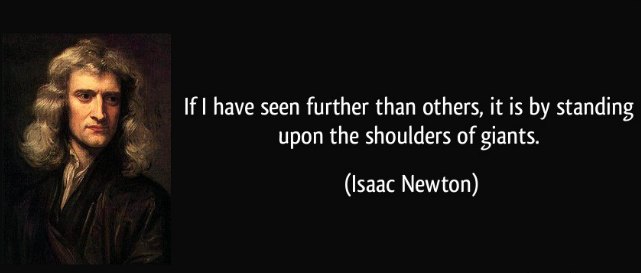 If I have seen further than others, it is by standing
upon the shoulders of giants.
(Isaac Newton)